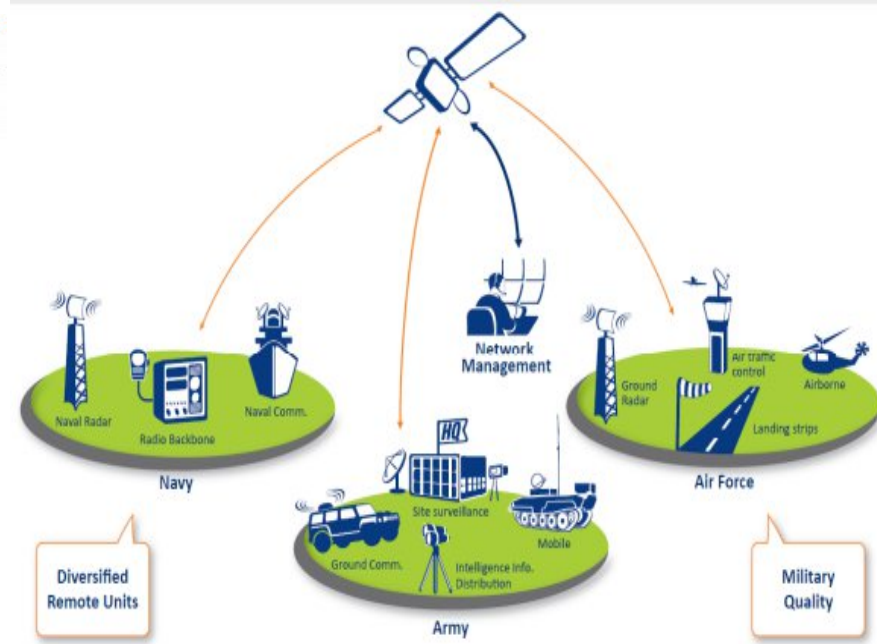 Network
Management
Naval Radar
Radio Backbone
Naval Comm.
Navy
Ground
Radar
Air traffic
control
Airborne
Landing strips
Air Force
HQ
Site surveillance
Ground Comm.
Intelligence Info.
Distribution
Mobile
Army
Diversified
Remote Units
Military
Quality